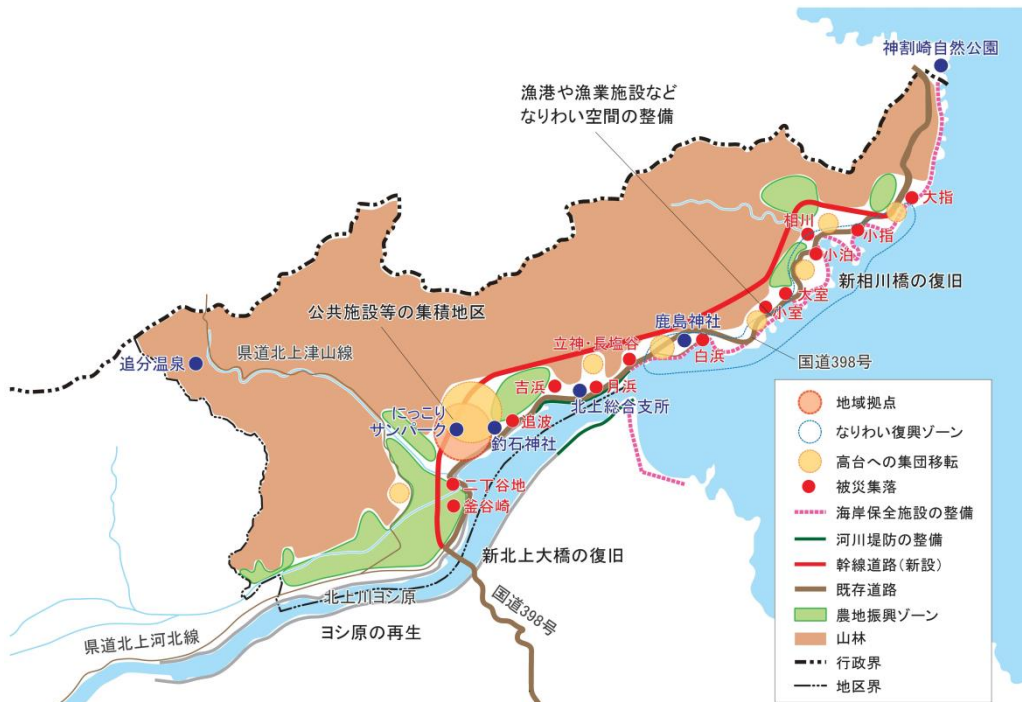 神割崎自然公園
漁港や漁業施設など
なりわい空間の整備
大指
相川
小指
小泊
新相川橋の復旧
大室
小室
公共施設等の集積地区
鹿島神社
立神・長塩谷
白浜
国道398号
県道北上津山線
追分温泉
吉浜
月浜
北上総合支所
にっこり
サンパーク
追波
釣石神社
二丁谷地
釜谷崎
新北上大橋の復旧
北上川ヨシ原
国道398号
ヨシ原の再生
県道北上河北線
地域拠点
なりわい復興ゾーン
高台への集団移転
被災集落
海岸保全施設の整備
河川堤防の整備
幹線道路(新設)
既存道路
農地振興ゾーン
山林
行政界
地区界